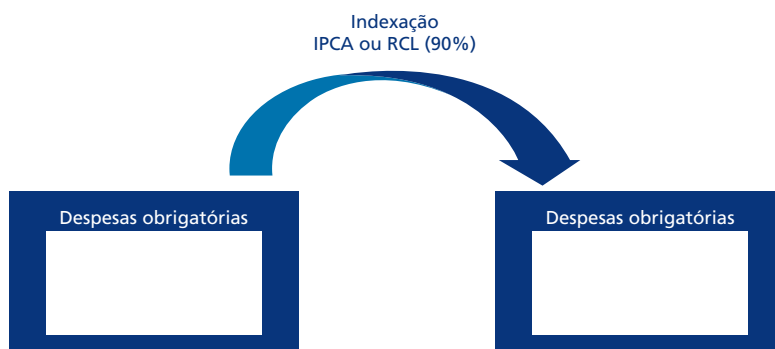 Indexação
IPCA ou RCL (90%)
Despesas obrigatórias
Despesas obrigatórias